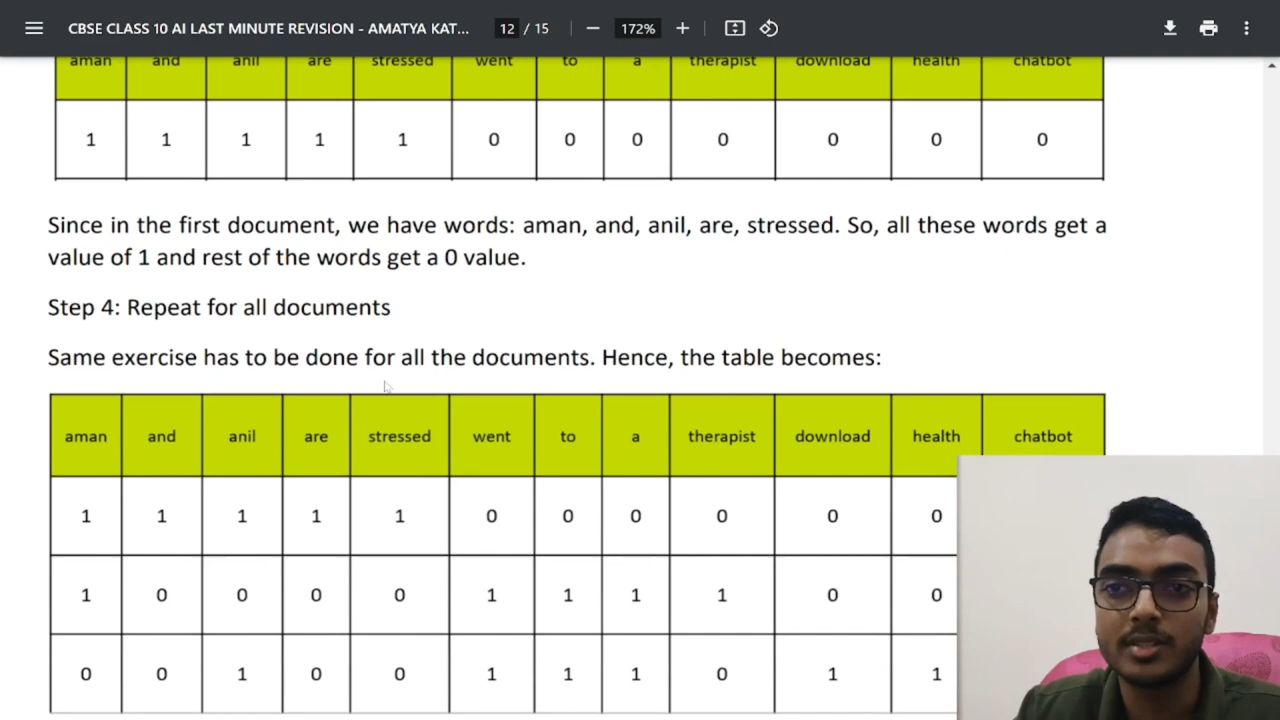 CBSE CLASS 10 AI LAST MINUTE REVISION - AMATYA KAT...
12 / 15
172%
aman and anil are stressed went to a therapist download health chatbot
1 1 1 1 1 0 0 0 0 0 0 0
Since in the first document, we have words: aman, and, anil, are, stressed. So, all these words get a
value of 1 and rest of the words get a 0 value.
Step 4: Repeat for all documents
Same exercise has to be done for all the documents. Hence, the table becomes:
aman and anil are stressed went to a therapist download health chatbot
1 1 1 1 1 0 0 0 0 0 0
1 0 0 0 0 1 1 1 1 0 0
0 0 1 0 0 1 1 1 0 1 1